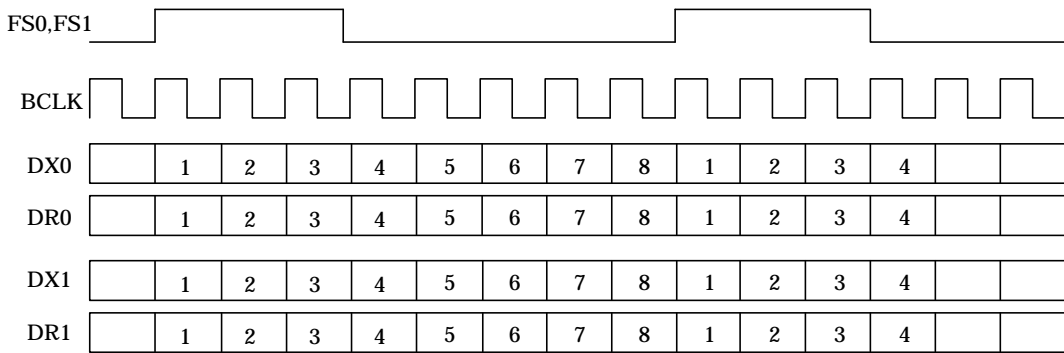 FS0,FS1
BCLK
DX0 1 2 3 4 5 6 7 8 1 2 3 4
DR0 1 2 3 4 5 6 7 8 1 2 3 4
DX1 1 2 3 4 5 6 7 8 1 2 3 4
DR1 1 2 3 4 5 6 7 8 1 2 3 4